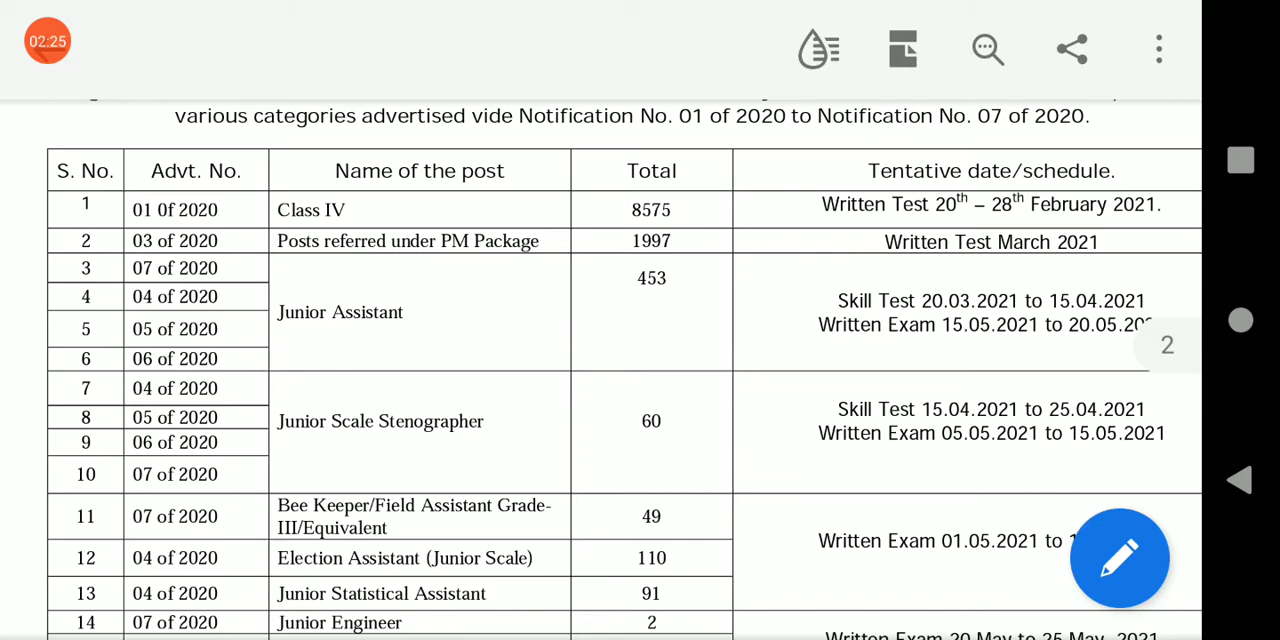 02:25
various categories advertised vide Notification No. 01 of 2020 to Notification No. 07 of 2020.
S. No. Advt. No. Name of the post Total Tentative date/schedule.
1 01 0f 2020 Class IV 8575 Written Test 20th – 28th February 2021.
2 03 of 2020 Posts referred under PM Package 1997 Written Test March 2021
3 07 of 2020 453
4 04 of 2020 Junior Assistant Skill Test 20.03.2021 to 15.04.2021
5 05 of 2020 Written Exam 15.05.2021 to
2
6 06 of 2020
7 04 of 2020
8 05 of 2020 Junior Scale Stenographer 60 Skill Test 15.04.2021 to 25.04.2021
9 06 of 2020 Written Exam 05.05.2021 to 15.05.2021
10 07 of 2020
11 07 of 2020 Bee Keeper/Field Assistant Grade-
III/Equivalent 49
12 04 of 2020 Election Assistant (Junior Scale) 110 Written Exam 01.05.2021 to
13 04 of 2020 Junior Statistical Assistant 91
14 07 of 2020 Junior Engineer 2
Written Exam 20 May to 25 May, 2021